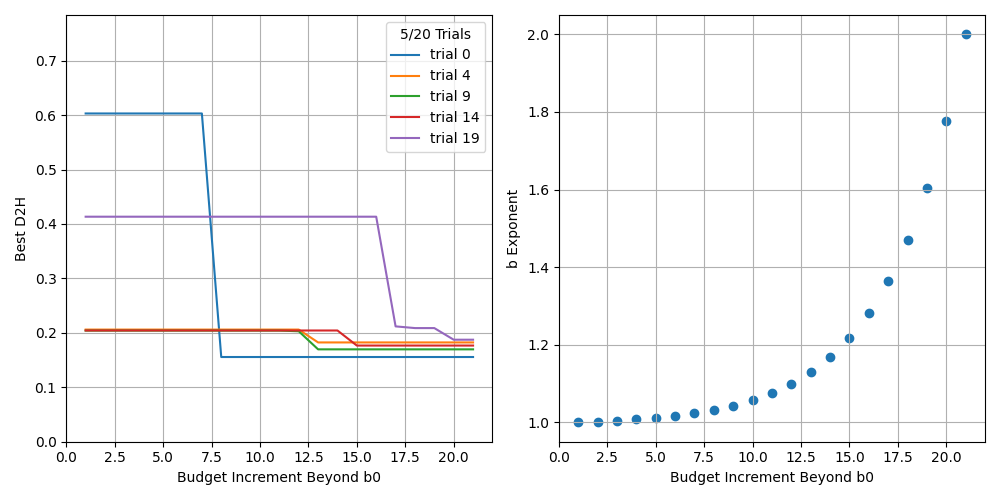 5/20 Trials
trial 0
trial 4
trial 9
trial 14
trial 19
Best D2H
0.7
0.6
0.5
0.4
0.3
0.2
0.1
0.0
0.0 2.5 5.0 7.5 10.0 12.5 15.0 17.5 20.0
Budget Increment Beyond b0
b Exponent
2.0
1.8
1.6
1.4
1.2
1.0
0.0 2.5 5.0 7.5 10.0 12.5 15.0 17.5 20.0
Budget Increment Beyond b0